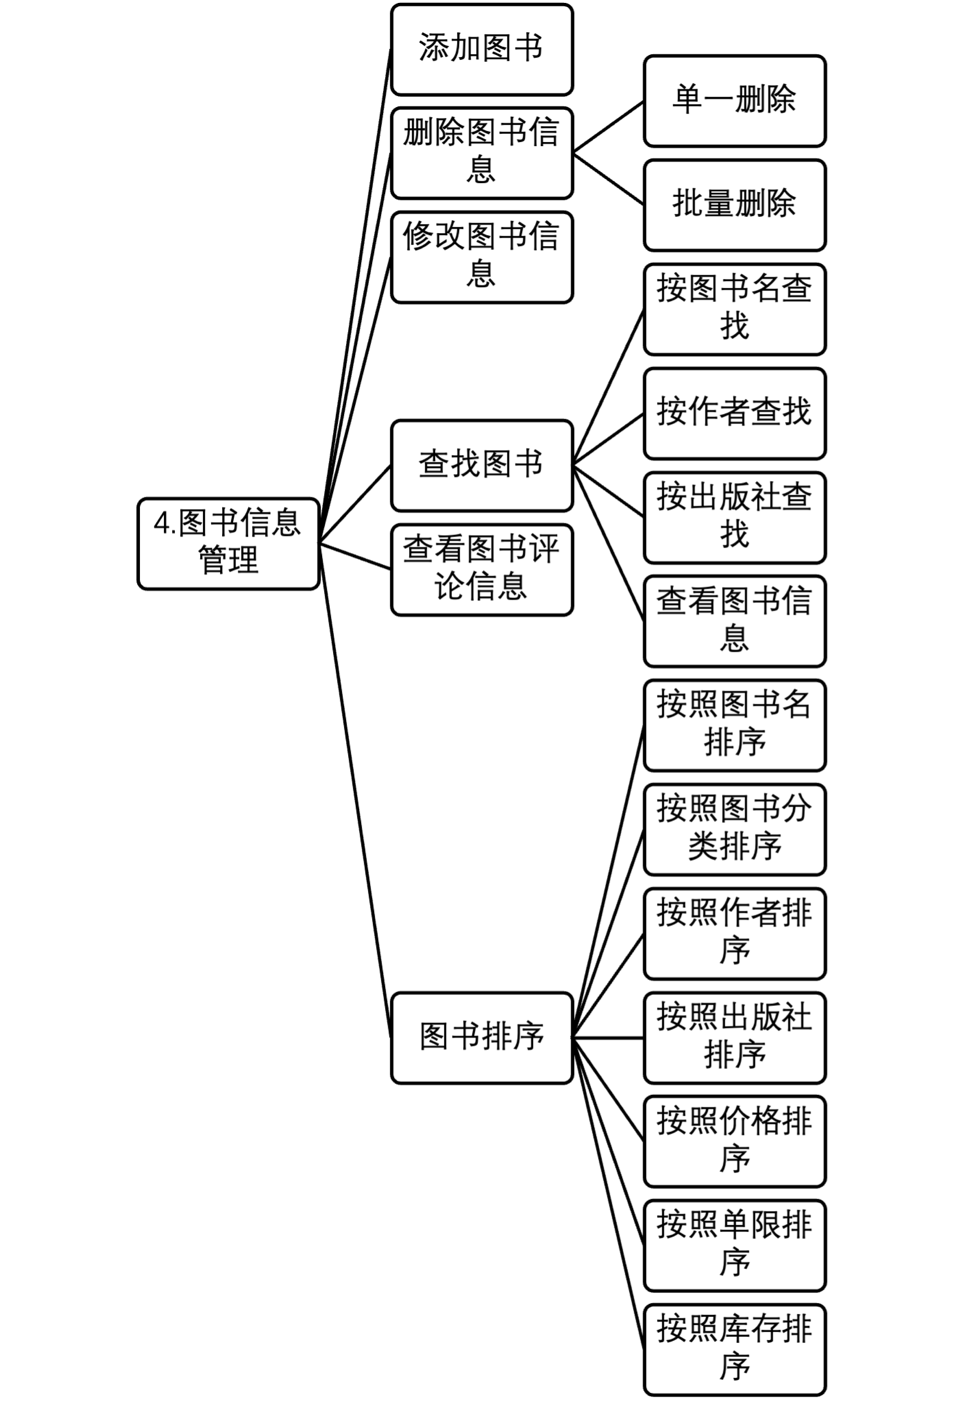 添加图书
删除图书信
息
单一删除
批量删除
修改图书信
息
4.图书信息
管理
查找图书
按图书名查
找
按作者查找
按出版社查
找
查看图书信
息
查看图书评
论信息
图书排序
按照图书名
排序
按照图书分
类排序
按照作者排
序
按照出版社
排序
按照价格排
序
按照单限排
序
按照库存排
序